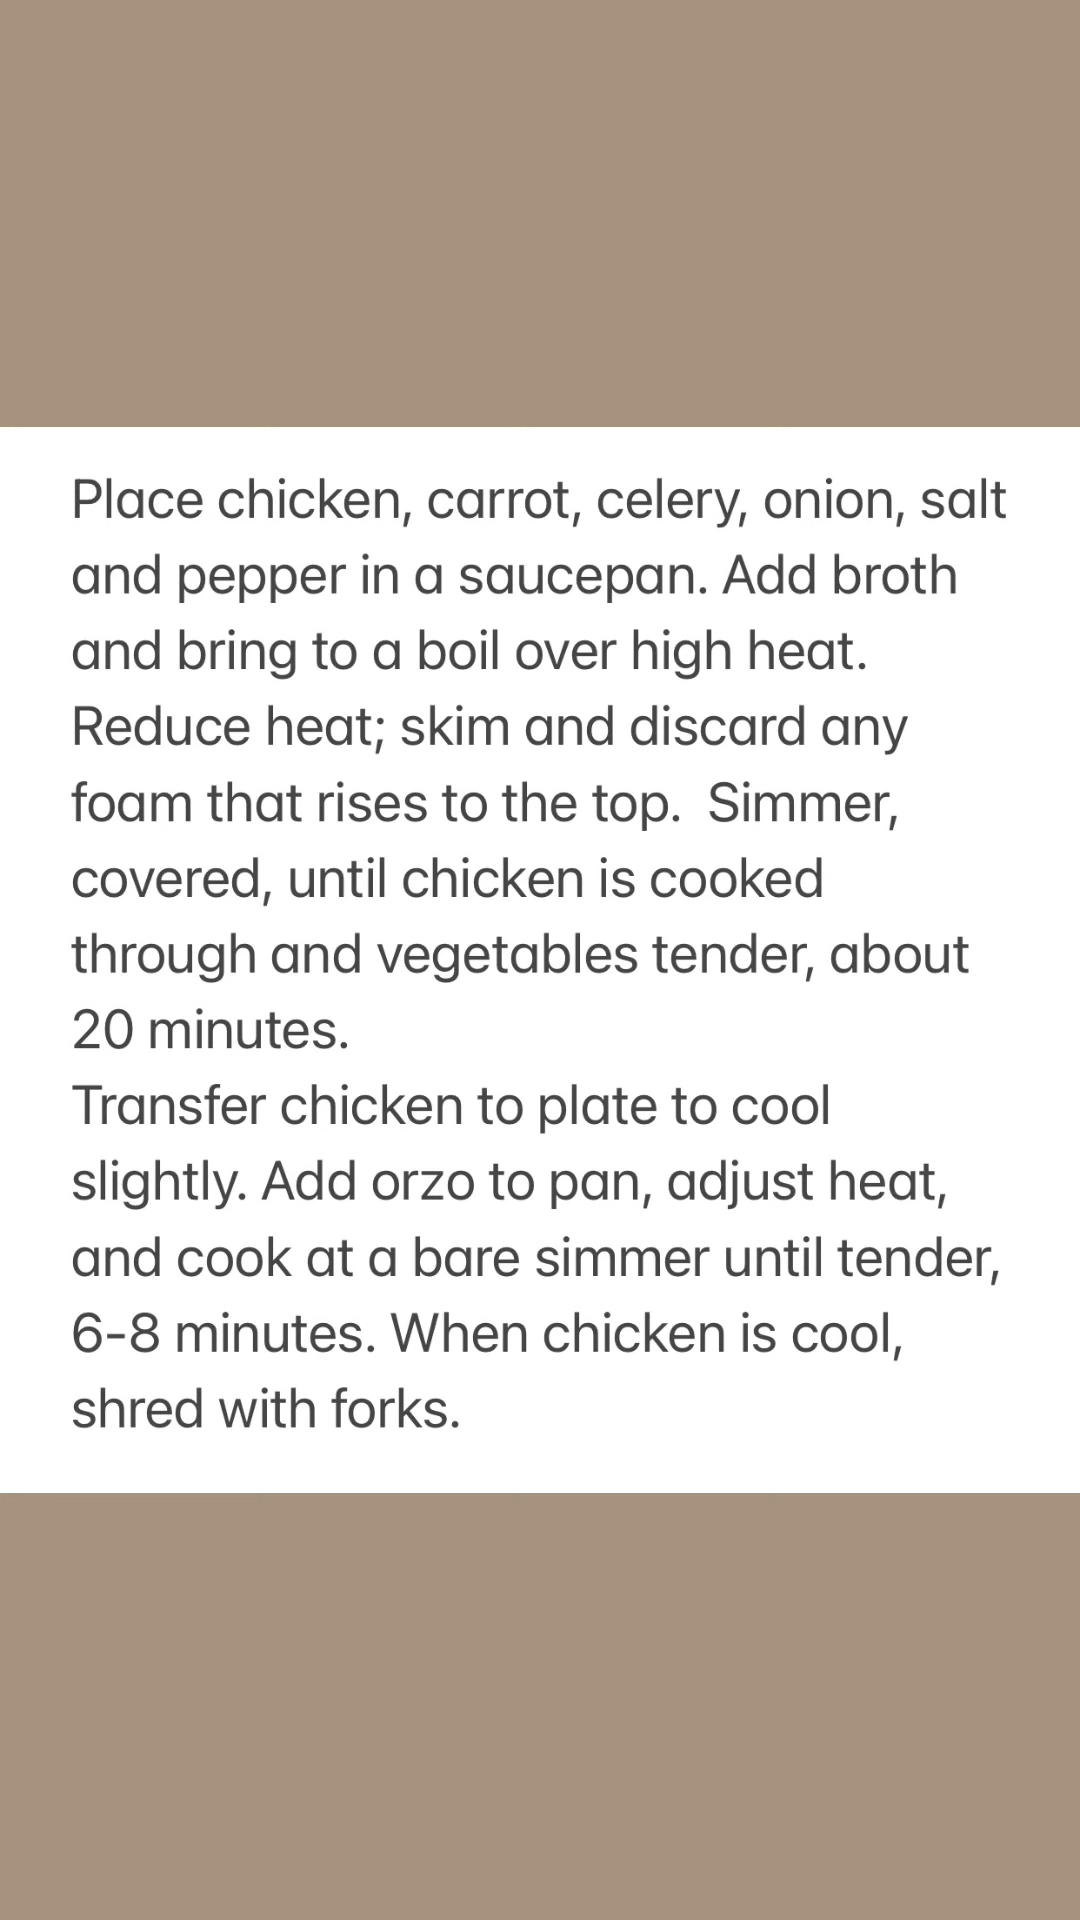 Place chicken, carrot, celery, onion, salt
and pepper in a saucepan. Add broth
and bring to a boil over high heat.
Reduce heat; skim and discard any
foam that rises to the top.  Simmer,
covered, until chicken is cooked
through and vegetables tender, about
20 minutes.
Transfer chicken to plate to cool
slightly. Add orzo to pan, adjust heat,
and cook at a bare simmer until tender,
6-8 minutes. When chicken is cool,
shred with forks.